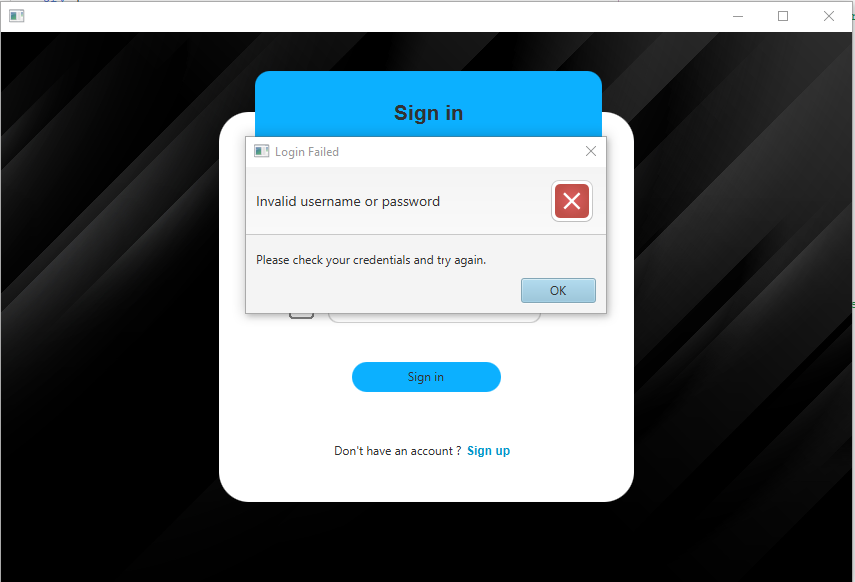 Sign in
Login Failed
Invalid username or password
Please check your credentials and try again.
OK
Sign in
Don't have an account ? Sign up